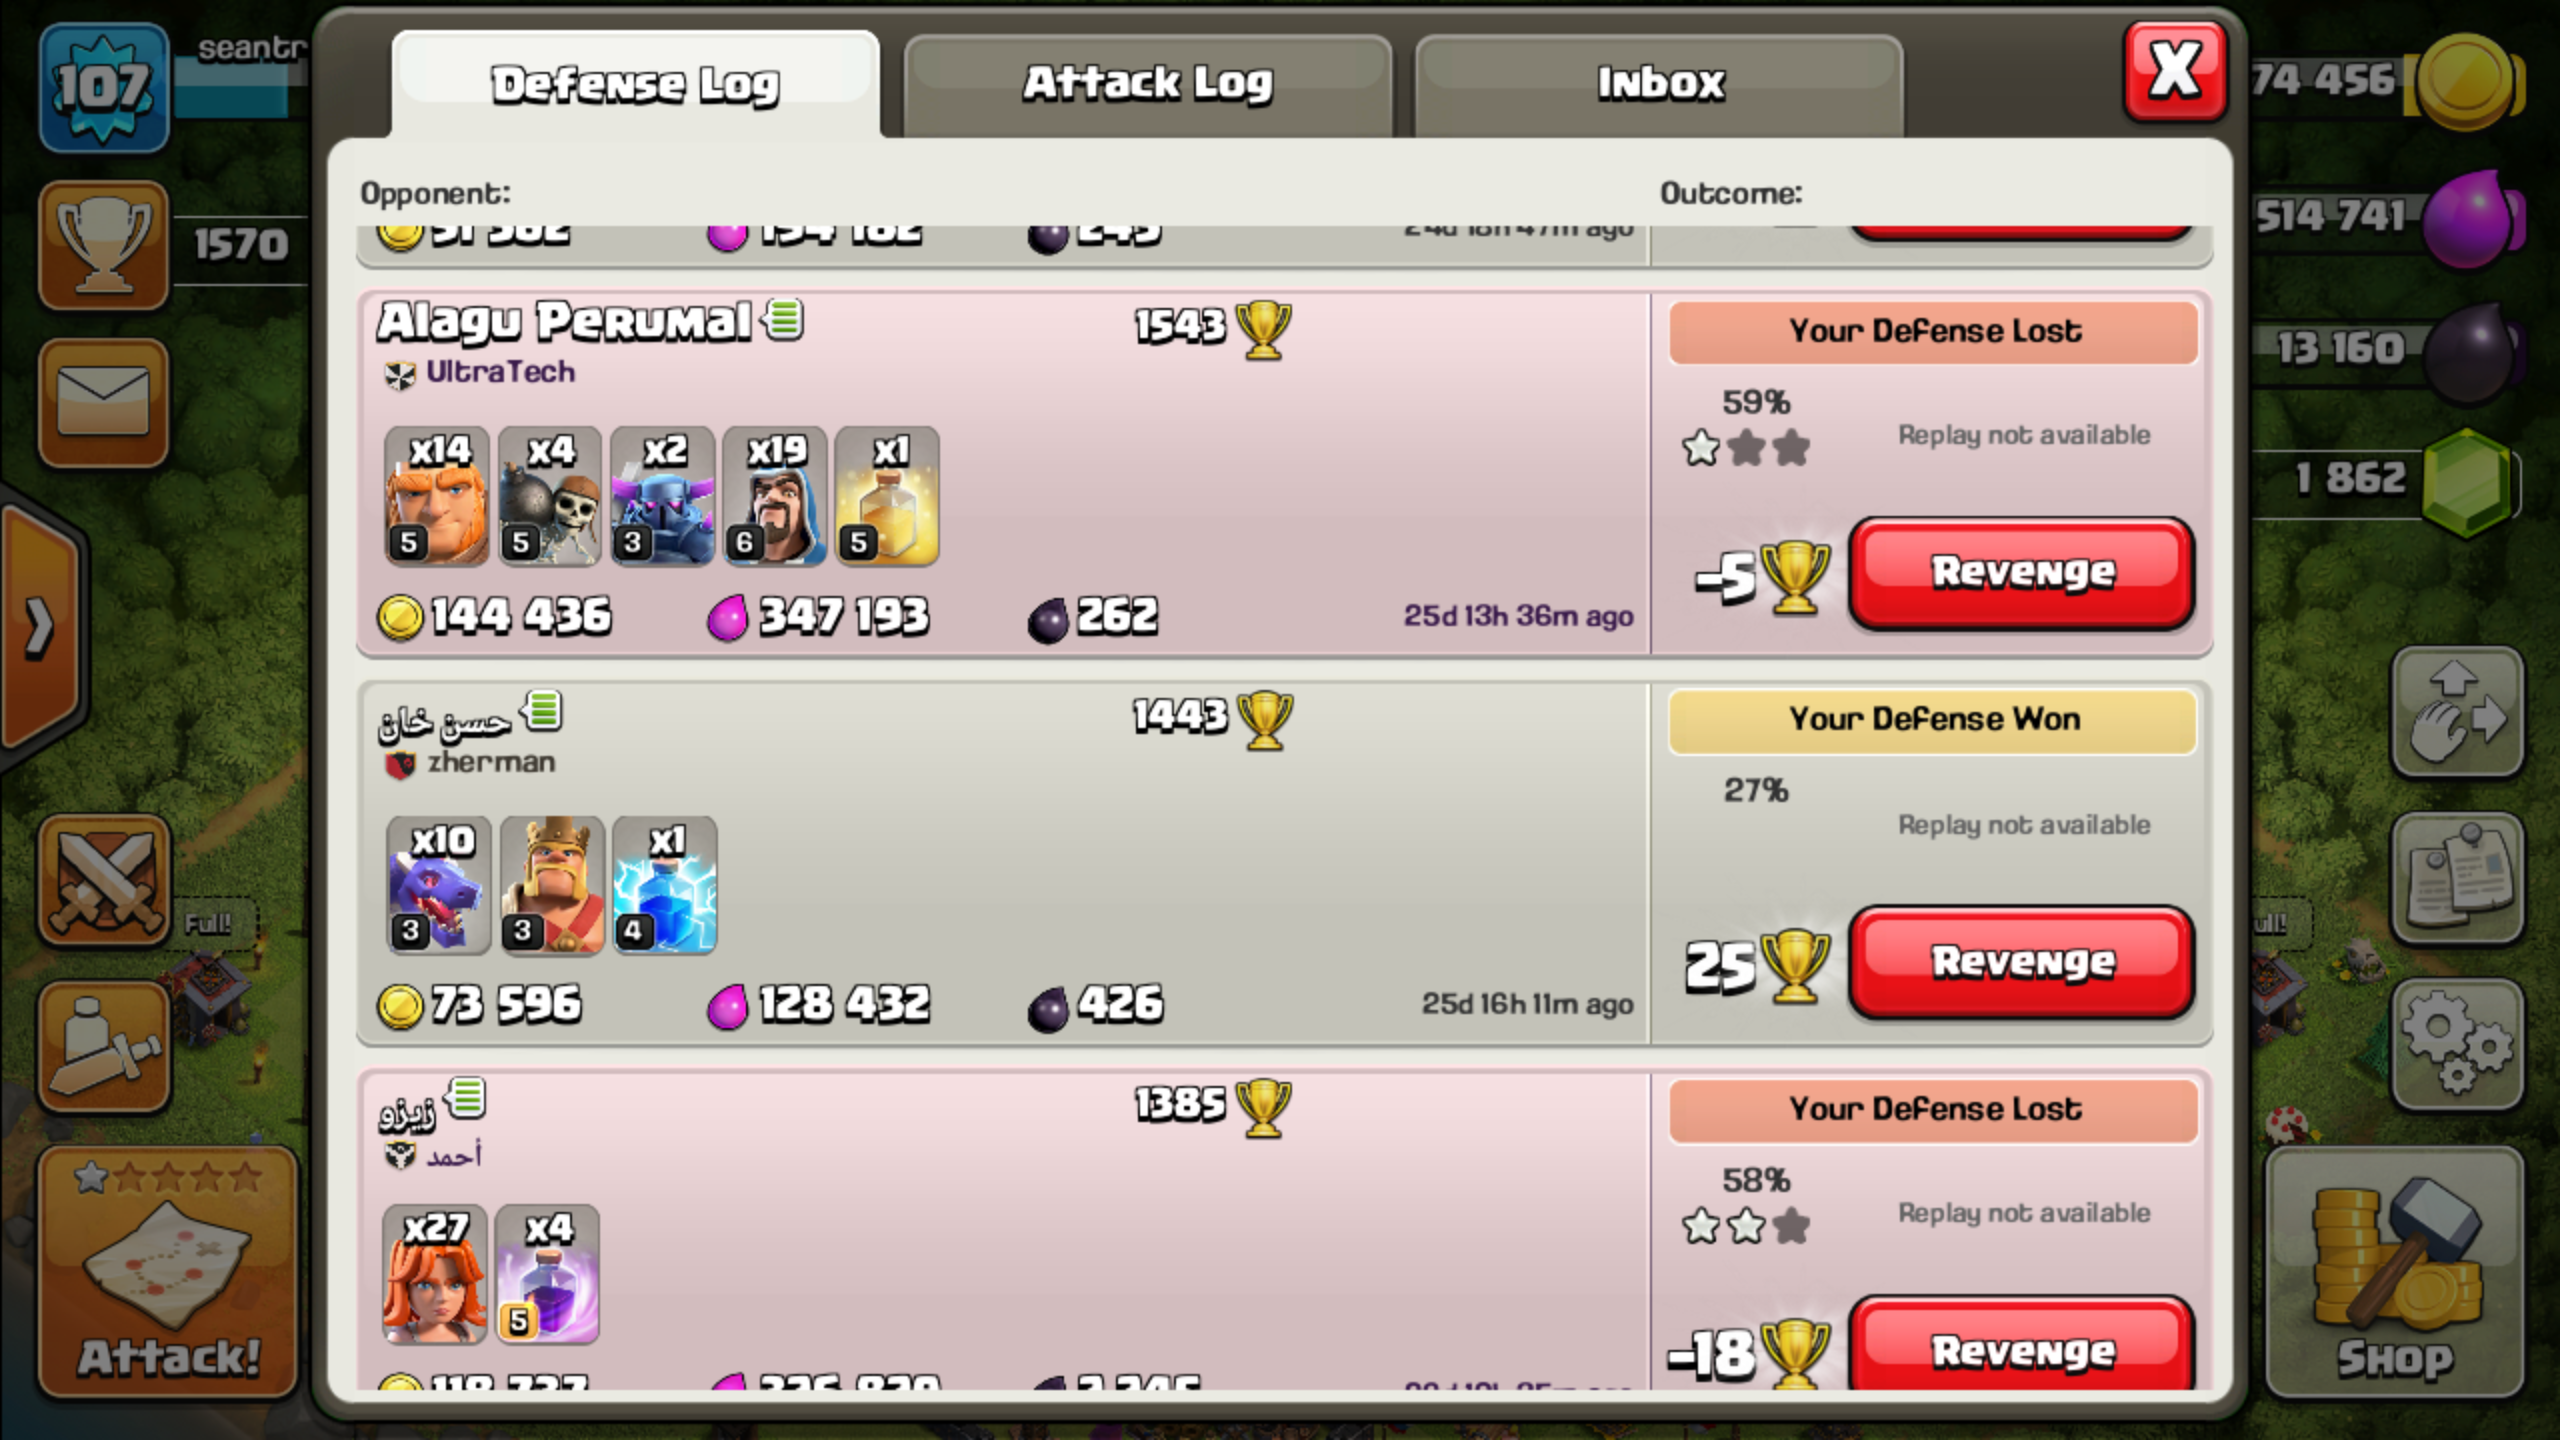 107
seantr
Defense Log
Attack Log
Inbox
X
74 456
1570
Opponent:
Outcome:
514 741
13 160
1 862
Alagu Perumal
1543
Your Defense Lost
UltraTech
59%
Replay not available
x14
x4
x2
x19
x1
5
5
3
6
5
-5
Revenge
144 436
347 193
262
25d 13h 36m ago
حسن خان
1443
Your Defense Won
zherman
27%
Replay not available
x10
x1
3
3
4
25
Revenge
73 596
128 432
426
25d 16h 11m ago
Full!
زيزو
1385
Your Defense Lost
أحمد
58%
Replay not available
x27
x4
5
-18
Revenge
Attack!
Shop